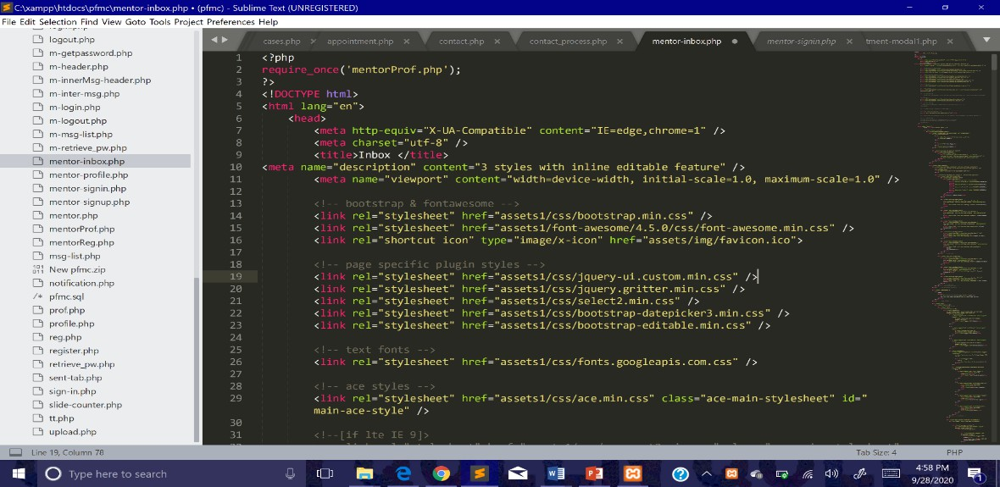 C:\xampp\htdocs\pfmc\mentor-inbox.php • (pfmc) - Sublime Text (UNREGISTERED)
File Edit Selection Find View Goto Tools Project Preferences Help
logout.php
m-getpassword.php
m-header.php
m-innerMsg-header.php
m-inter-msg.php
m-login.php
m-logout.php
m-msg-list.php
m-retrieve_pw.php
mentor-inbox.php
mentor-profile.php
mentor-signin.php
mentor-signup.php
mentor.php
mentorProf.php
mentorReg.php
msg-list.php
New pfmc.zip
notification.php
/* pfmc.sql
prof.php
profile.php
reg.php
register.php
retrieve_pw.php
sent-tab.php
sign-in.php
slide-counter.php
tt.php
upload.php
cases.php × appointment.php × contact.php × contact_process.php × mentor-inbox.php ● mentor-signin.php × tment-modal1.php ×
1 <?php
2 require_once('mentorProf.php');
3 ?>
4 <!DOCTYPE html>
5 <html lang="en">
6 <head>
7 <meta http-equiv="X-UA-Compatible" content="IE=edge,chrome=1" />
8 <meta charset="utf-8" />
9 <title>Inbox </title>
10 <meta name="description" content="3 styles with inline editable feature" />
11 <meta name="viewport" content="width=device-width, initial-scale=1.0, maximum-scale=1.0" />
12
13 <!-- bootstrap & fontawesome -->
14 <link rel="stylesheet" href="assets1/css/bootstrap.min.css" />
15 <link rel="stylesheet" href="assets1/font-awesome/4.5.0/css/font-awesome.min.css" />
16 <link rel="shortcut icon" type="image/x-icon" href="assets/img/favicon.ico">
17
18 <!-- page specific plugin styles -->
19 <link rel="stylesheet" href="assets1/css/jquery-ui.custom.min.css" />
20 <link rel="stylesheet" href="assets1/css/jquery.gritter.min.css" />
21 <link rel="stylesheet" href="assets1/css/select2.min.css" />
22 <link rel="stylesheet" href="assets1/css/bootstrap-datepicker3.min.css" />
23 <link rel="stylesheet" href="assets1/css/bootstrap-editable.min.css" />
24
25 <!-- text fonts -->
26 <link rel="stylesheet" href="assets1/css/fonts.googleapis.com.css" />
27
28 <!-- ace styles -->
29 <link rel="stylesheet" href="assets1/css/ace.min.css" class="ace-main-stylesheet" id="
main-ace-style" />
30
31 <!--[if lte IE 9]>
Line 19, Column 78
Tab Size: 4 PHP
Type here to search
4:58 PM
9/28/2020
1